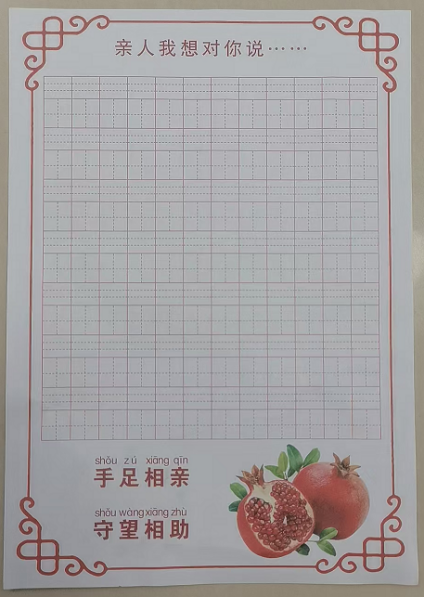 亲人我想对你说……
shǒu zú xiāng qīn
手足相亲
shǒu wàng xiāng zhù
守望相助